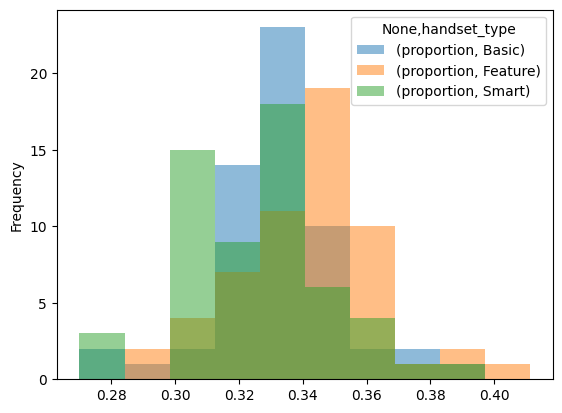 None,handset_type
(proportion, Basic)
(proportion, Feature)
(proportion, Smart)
Frequency
20
15
10
5
0
0.28 0.30 0.32 0.34 0.36 0.38 0.40